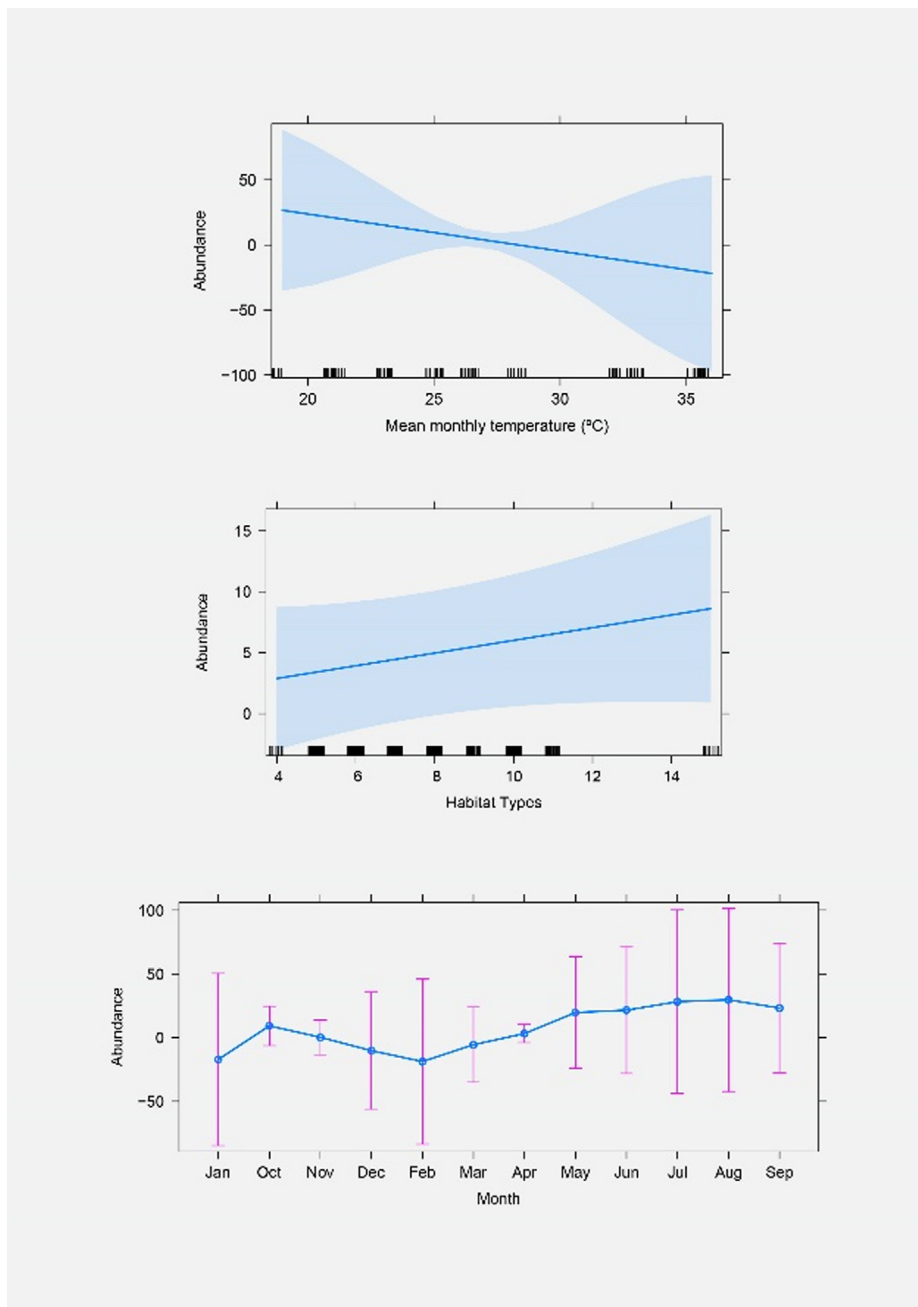 50
0
−50
−100
Abundance
20 25 30 35
Mean monthly temperature (ºC)
15
10
5
0
Abundance
4 6 8 10 12 14
Habitat Types
100
50
0
−50
Abundance
Jan Oct Nov Dec Feb Mar Apr May Jun Jul Aug Sep
Month